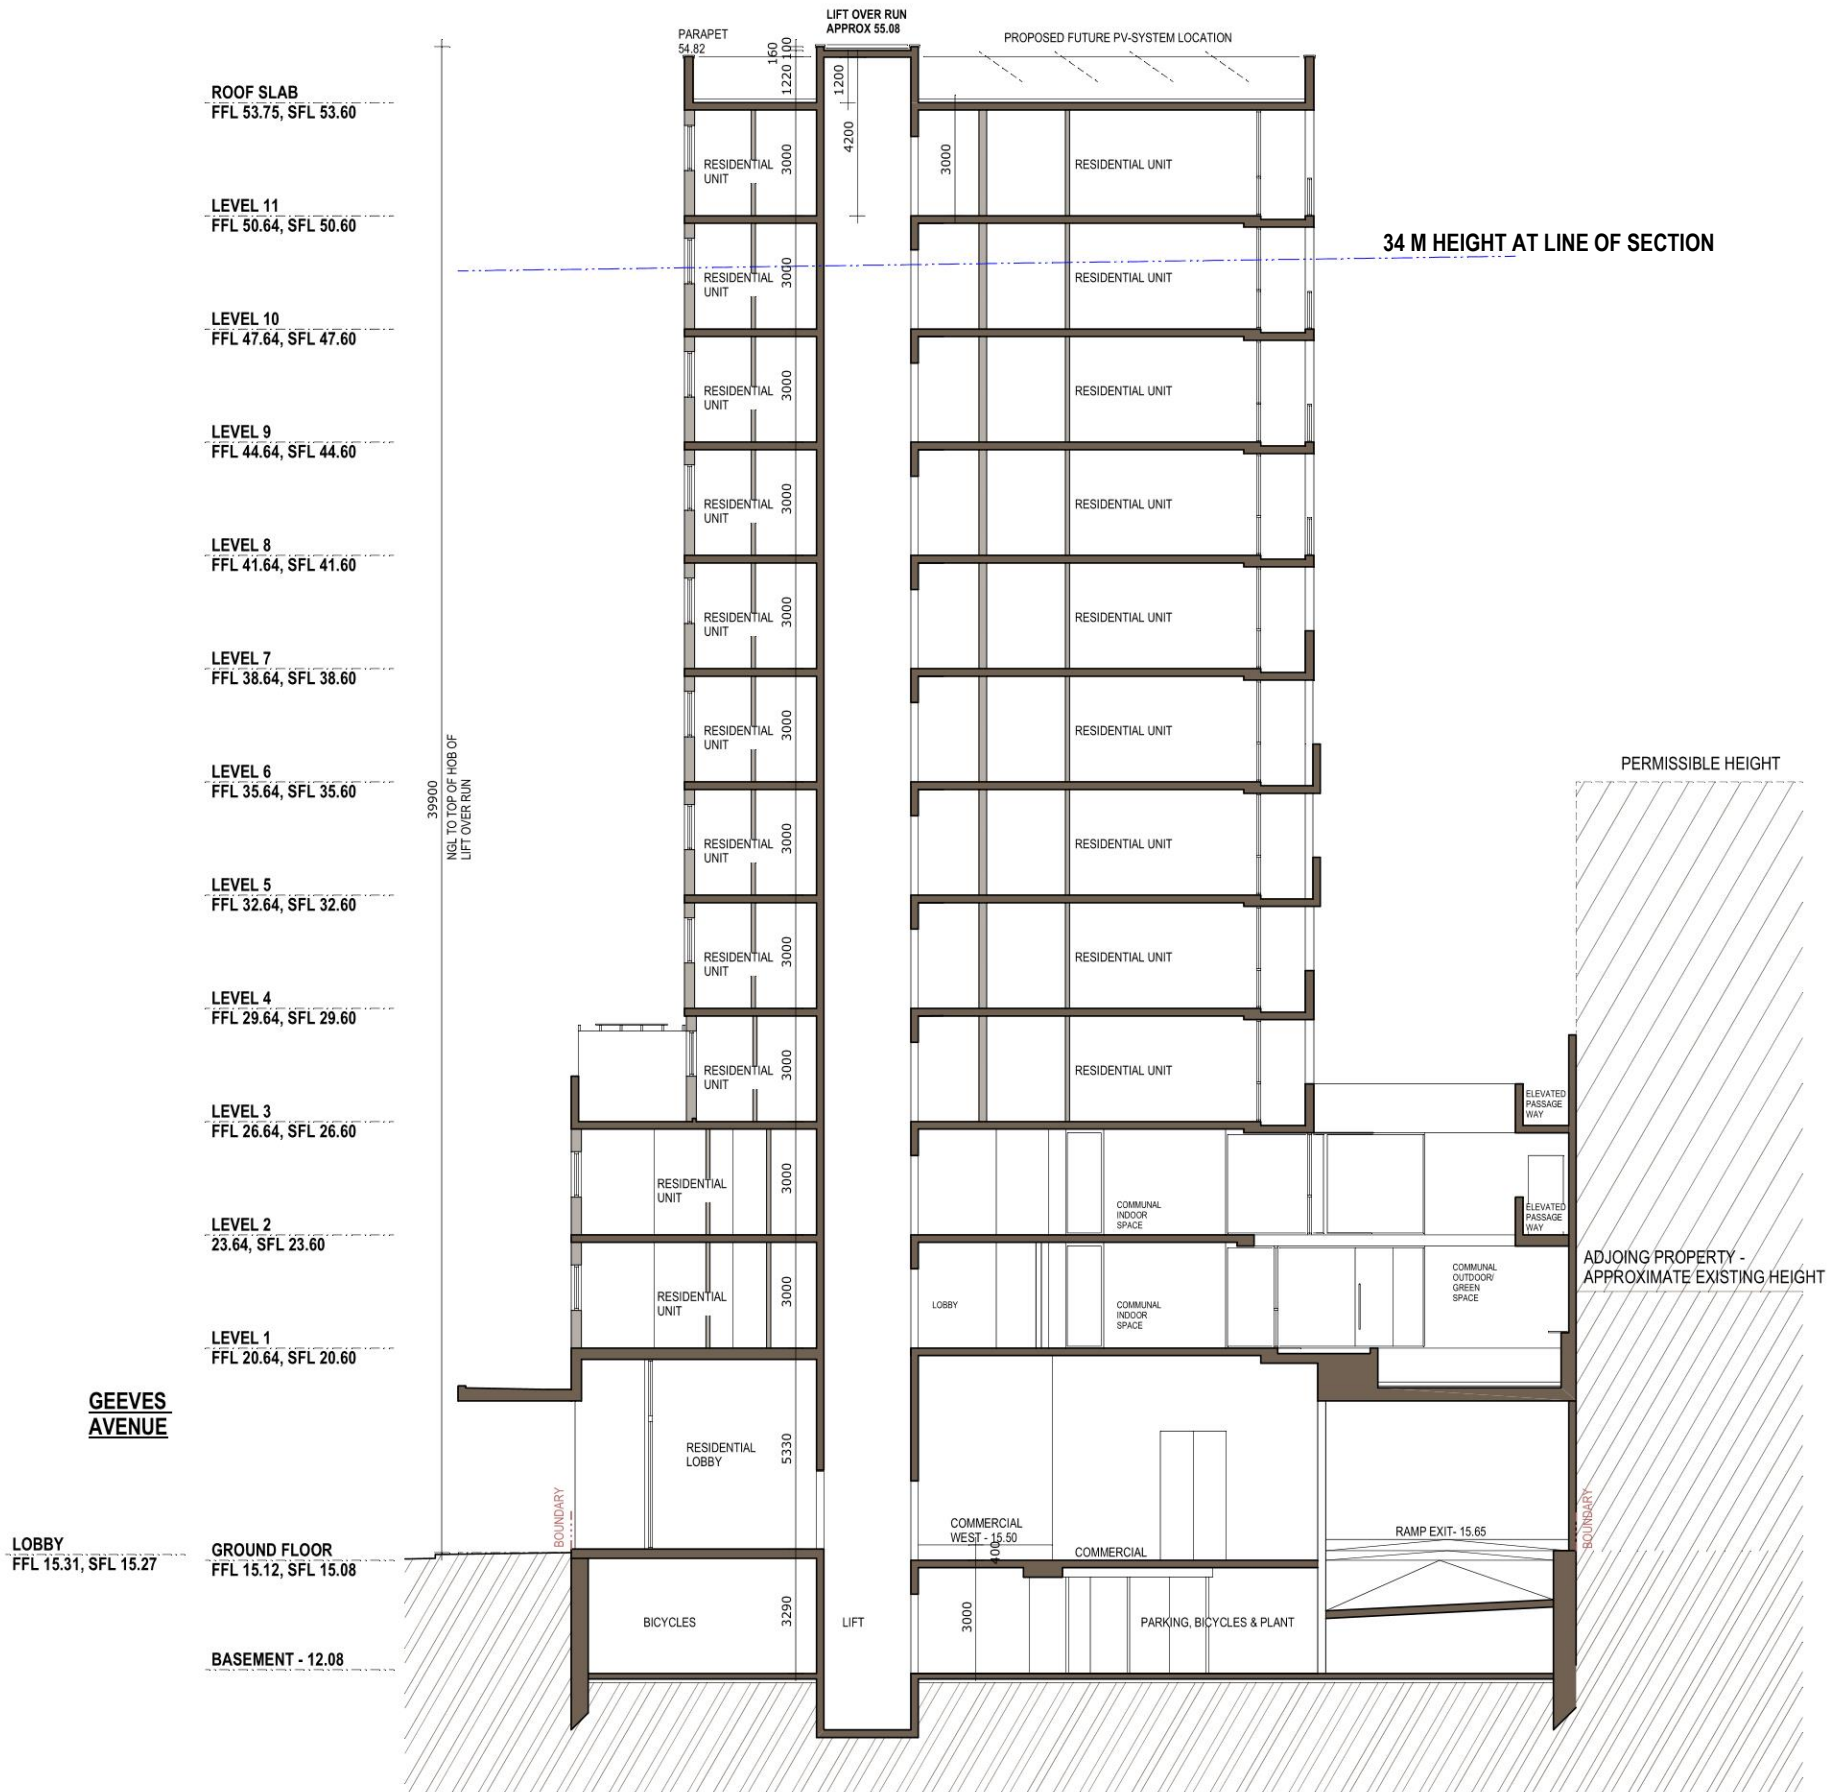 LIFT OVER RUN
APPROX 55.08
PARAPET
54.82
160
100
1220
1200
PROPOSED FUTURE PV-SYSTEM LOCATION
ROOF SLAB
FFL 53.75, SFL 53.60
4200
3000
RESIDENTIAL
UNIT
3000
RESIDENTIAL UNIT
LEVEL 11
FFL 50.64, SFL 50.60
34 M HEIGHT AT LINE OF SECTION
RESIDENTIAL
UNIT
3000
RESIDENTIAL UNIT
LEVEL 10
FFL 47.64, SFL 47.60
RESIDENTIAL
UNIT
3000
RESIDENTIAL UNIT
LEVEL 9
FFL 44.64, SFL 44.60
RESIDENTIAL
UNIT
3000
RESIDENTIAL UNIT
LEVEL 8
FFL 41.64, SFL 41.60
RESIDENTIAL
UNIT
3000
RESIDENTIAL UNIT
LEVEL 7
FFL 38.64, SFL 38.60
RESIDENTIAL
UNIT
3000
RESIDENTIAL UNIT
39900
NGL TO TOP OF HOB OF
LIFT OVER RUN
PERMISSIBLE HEIGHT
LEVEL 6
FFL 35.64, SFL 35.60
RESIDENTIAL
UNIT
3000
RESIDENTIAL UNIT
LEVEL 5
FFL 32.64, SFL 32.60
RESIDENTIAL
UNIT
3000
RESIDENTIAL UNIT
LEVEL 4
FFL 29.64, SFL 29.60
RESIDENTIAL
UNIT
3000
RESIDENTIAL UNIT
ELEVATED
PASSAGE
WAY
LEVEL 3
FFL 26.64, SFL 26.60
RESIDENTIAL
UNIT
3000
COMMUNAL
INDOOR
SPACE
ELEVATED
PASSAGE
WAY
LEVEL 2
23.64, SFL 23.60
ADJOING PROPERTY -
APPROXIMATE EXISTING HEIGHT
RESIDENTIAL
UNIT
3000
LOBBY
COMMUNAL
INDOOR
SPACE
COMMUNAL
OUTDOOR/
GREEN
SPACE
LEVEL 1
FFL 20.64, SFL 20.60
GEEVES
AVENUE
RESIDENTIAL
LOBBY
5330
BOUNDARY
COMMERCIAL
WEST - 15.50
400
COMMERCIAL
RAMP EXIT- 15.65
BOUNDARY
LOBBY
FFL 15.31, SFL 15.27
GROUND FLOOR
FFL 15.12, SFL 15.08
BICYCLES
3290
LIFT
3000
PARKING, BICYCLES & PLANT
BASEMENT - 12.08